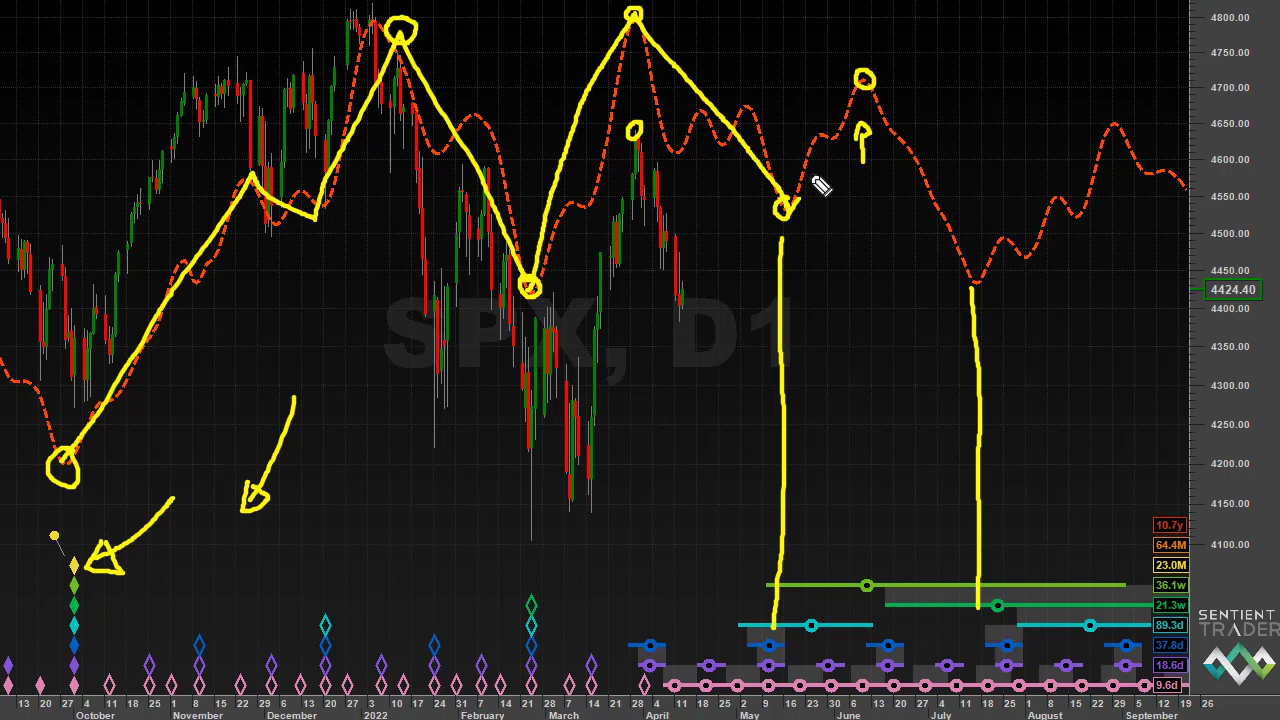 SPX, D1
4800.00
4750.00
4700.00
4650.00
4600.00
4550.00
4500.00
4450.00
4424.40
4400.00
4350.00
4300.00
4250.00
4200.00
4150.00
4100.00
10.7y
64.4M
23.0M
36.1w
21.3w
89.3d
37.8d
18.6d
9.6d
SENTIENT
TRADER
13 20 27 4 11 18 25 1 8 15 22 29 6 13 20 27 3 10 18 24 31 7 14 21 28 7 14 21 28 4 11 18 25 2 9 16 23 30 6 13 20 27 4 11 18 25 1 8 15 22 29 5 12 19 26
October November December 2022 February March April May June July August September